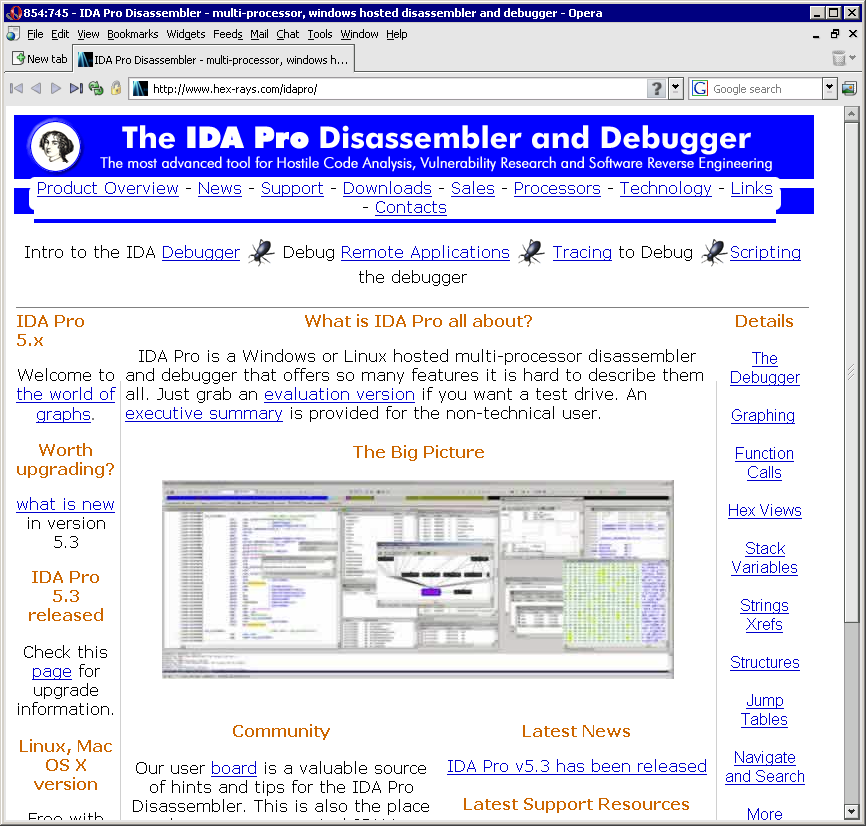 854:745 - IDA Pro Disassembler - multi-processor, windows hosted disassembler and debugger - Opera
File Edit View Bookmarks Widgets Feeds Mail Chat Tools Window Help
New tab
IDA Pro Disassembler - multi-processor, windows h...
http://www.hex-rays.com/idapro/
?
Google search
The IDA Pro Disassembler and Debugger
The most advanced tool for Hostile Code Analysis, Vulnerability Research and Software Reverse Engineering
Product Overview - News - Support - Downloads - Sales - Processors - Technology - Links
- Contacts
Intro to the IDA Debugger Debug Remote Applications Tracing to Debug Scripting
the debugger
IDA Pro
5.x
Welcome to
the world of
graphs.
Worth
upgrading?
what is new
in version
5.3
IDA Pro
5.3
released
Check this
page for
upgrade
information.
Linux, Mac
OS X
version
Free with
What is IDA Pro all about?
IDA Pro is a Windows or Linux hosted multi-processor disassembler
and debugger that offers so many features it is hard to describe them
all. Just grab an evaluation version if you want a test drive. An
executive summary is provided for the non-technical user.
The Big Picture
Community
Our user board is a valuable source
of hints and tips for the IDA Pro
Disassembler. This is also the place
Latest News
IDA Pro v5.3 has been released
Latest Support Resources
Details
The
Debugger
Graphing
Function
Calls
Hex Views
Stack
Variables
Strings
Xrefs
Structures
Jump
Tables
Navigate
and Search
More